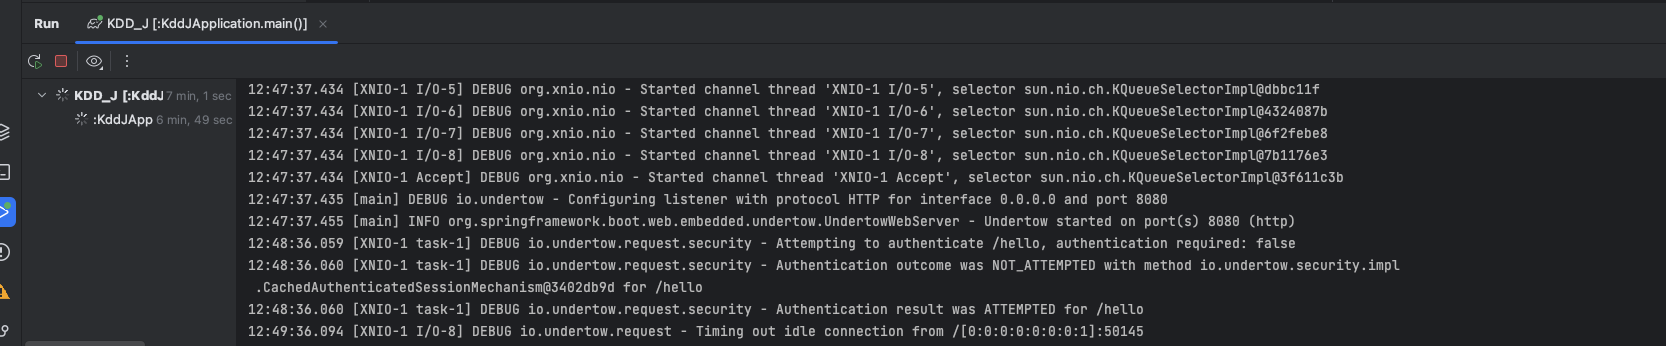 Run
KDD_J [:KddJApplication.main()]
KDD_J [:KddJ 7 min, 1 sec
:KddJApp 6 min, 49 sec
12:47:37.434 [XNIO-1 I/O-5] DEBUG org.xnio.nio - Started channel thread 'XNIO-1 I/O-5', selector sun.nio.ch.KQueueSelectorImpl@dbbc11f
12:47:37.434 [XNIO-1 I/O-6] DEBUG org.xnio.nio - Started channel thread 'XNIO-1 I/O-6', selector sun.nio.ch.KQueueSelectorImpl@4324087b
12:47:37.434 [XNIO-1 I/O-7] DEBUG org.xnio.nio - Started channel thread 'XNIO-1 I/O-7', selector sun.nio.ch.KQueueSelectorImpl@6f2febe8
12:47:37.434 [XNIO-1 I/O-8] DEBUG org.xnio.nio - Started channel thread 'XNIO-1 I/O-8', selector sun.nio.ch.KQueueSelectorImpl@7b1176e3
12:47:37.434 [XNIO-1 Accept] DEBUG org.xnio.nio - Started channel thread 'XNIO-1 Accept', selector sun.nio.ch.KQueueSelectorImpl@3f611c3b
12:47:37.435 [main] DEBUG io.undertow - Configuring listener with protocol HTTP for interface 0.0.0.0 and port 8080
12:47:37.455 [main] INFO org.springframework.boot.web.embedded.undertow.UndertowWebServer - Undertow started on port(s) 8080 (http)
12:48:36.059 [XNIO-1 task-1] DEBUG io.undertow.request.security - Attempting to authenticate /hello, authentication required: false
12:48:36.060 [XNIO-1 task-1] DEBUG io.undertow.request.security - Authentication outcome was NOT_ATTEMPTED with method io.undertow.security.impl
.CachedAuthenticatedSessionMechanism@3402db9d for /hello
12:48:36.060 [XNIO-1 task-1] DEBUG io.undertow.request.security - Authentication result was ATTEMPTED for /hello
12:49:36.094 [XNIO-1 I/O-8] DEBUG io.undertow.request - Timing out idle connection from /[0:0:0:0:0:0:0:1]:50145